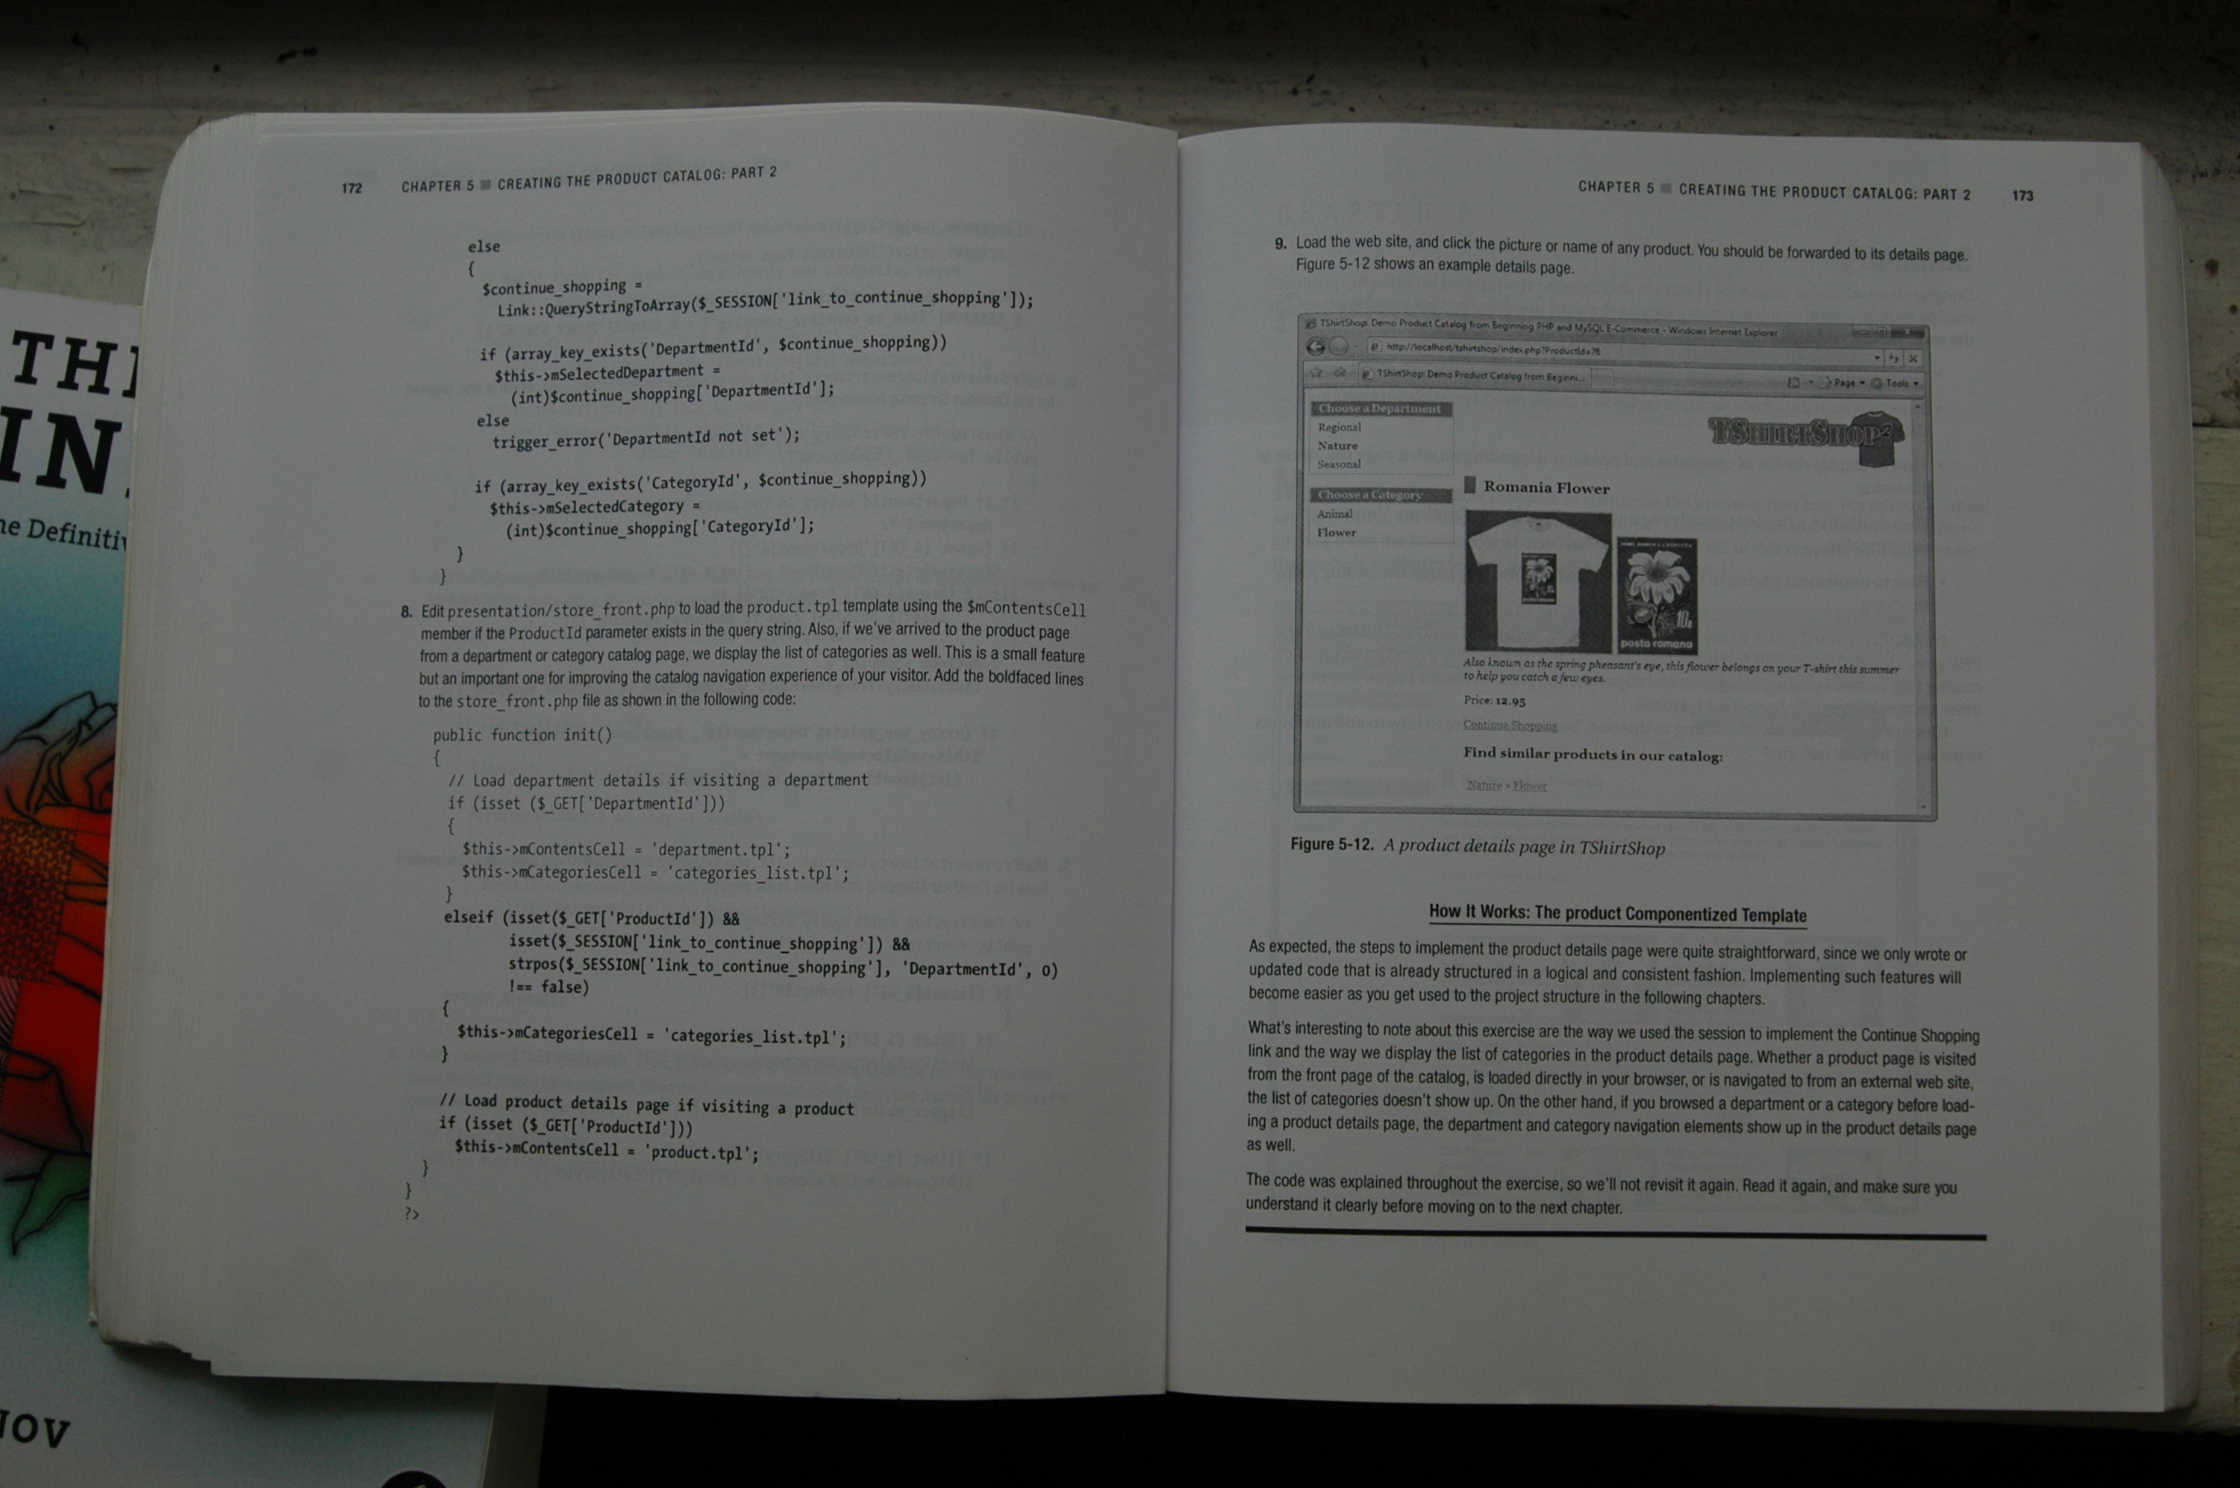 THE
IN
ne Definitiv
NOV
172 CHAPTER 5 ■ CREATING THE PRODUCT CATALOG: PART 2
else
{
$continue_shopping =
Link::QueryStringToArray($_SESSION['link_to_continue_shopping']);
if (array_key_exists('DepartmentId', $continue_shopping))
$this->mSelectedDepartment =
(int)$continue_shopping['DepartmentId'];
else
trigger_error('DepartmentId not set');
if (array_key_exists('CategoryId', $continue_shopping))
$this->mSelectedCategory =
(int)$continue_shopping['CategoryId'];
}
}
8. Edit presentation/store_front.php to load the product.tpl template using the $mContentsCell
member if the ProductId parameter exists in the query string. Also, if we've arrived to the product page
from a department or category catalog page, we display the list of categories as well. This is a small feature
but an important one for improving the catalog navigation experience of your visitor. Add the boldfaced lines
to the store_front.php file as shown in the following code:
public function init()
{
// Load department details if visiting a department
if (isset ($_GET['DepartmentId']))
{
$this->mContentsCell = 'department.tpl';
$this->mCategoriesCell = 'categories_list.tpl';
}
elseif (isset($_GET['ProductId']) &&
isset($_SESSION['link_to_continue_shopping']) &&
strpos($_SESSION['link_to_continue_shopping'], 'DepartmentId', 0)
!== false)
{
$this->mCategoriesCell = 'categories_list.tpl';
}
// Load product details page if visiting a product
if (isset ($_GET['ProductId']))
$this->mContentsCell = 'product.tpl';
}
}
?>
CHAPTER 5 ■ CREATING THE PRODUCT CATALOG: PART 2 173
9. Load the web site, and click the picture or name of any product. You should be forwarded to its details page.
Figure 5-12 shows an example details page.
TShirtShop: Demo Product Catalog from Beginning PHP and MySQL E-Commerce - Windows Internet Explorer
http://localhost/tshirtshop/index.php?ProductId=76
TShirtShop: Demo Product Catalog from Beginni...
Page Tools
Choose a Department
Regional
Nature
Seasonal
TSHIRTSHOP
Choose a Category
Animal
Flower
Romania Flower
10
posta romana
Also known as the spring pheasant's eye, this flower belongs on your T-shirt this summer
to help you catch a few eyes.
Price: 12.95
Continue Shopping
Find similar products in our catalog:
Nature » Flower
Figure 5-12. A product details page in TShirtShop
How It Works: The product Componentized Template
As expected, the steps to implement the product details page were quite straightforward, since we only wrote or
updated code that is already structured in a logical and consistent fashion. Implementing such features will
become easier as you get used to the project structure in the following chapters.
What's interesting to note about this exercise are the way we used the session to implement the Continue Shopping
link and the way we display the list of categories in the product details page. Whether a product page is visited
from the front page of the catalog, is loaded directly in your browser, or is navigated to from an external web site,
the list of categories doesn't show up. On the other hand, if you browsed a department or a category before load-
ing a product details page, the department and category navigation elements show up in the product details page
as well.
The code was explained throughout the exercise, so we'll not revisit it again. Read it again, and make sure you
understand it clearly before moving on to the next chapter.